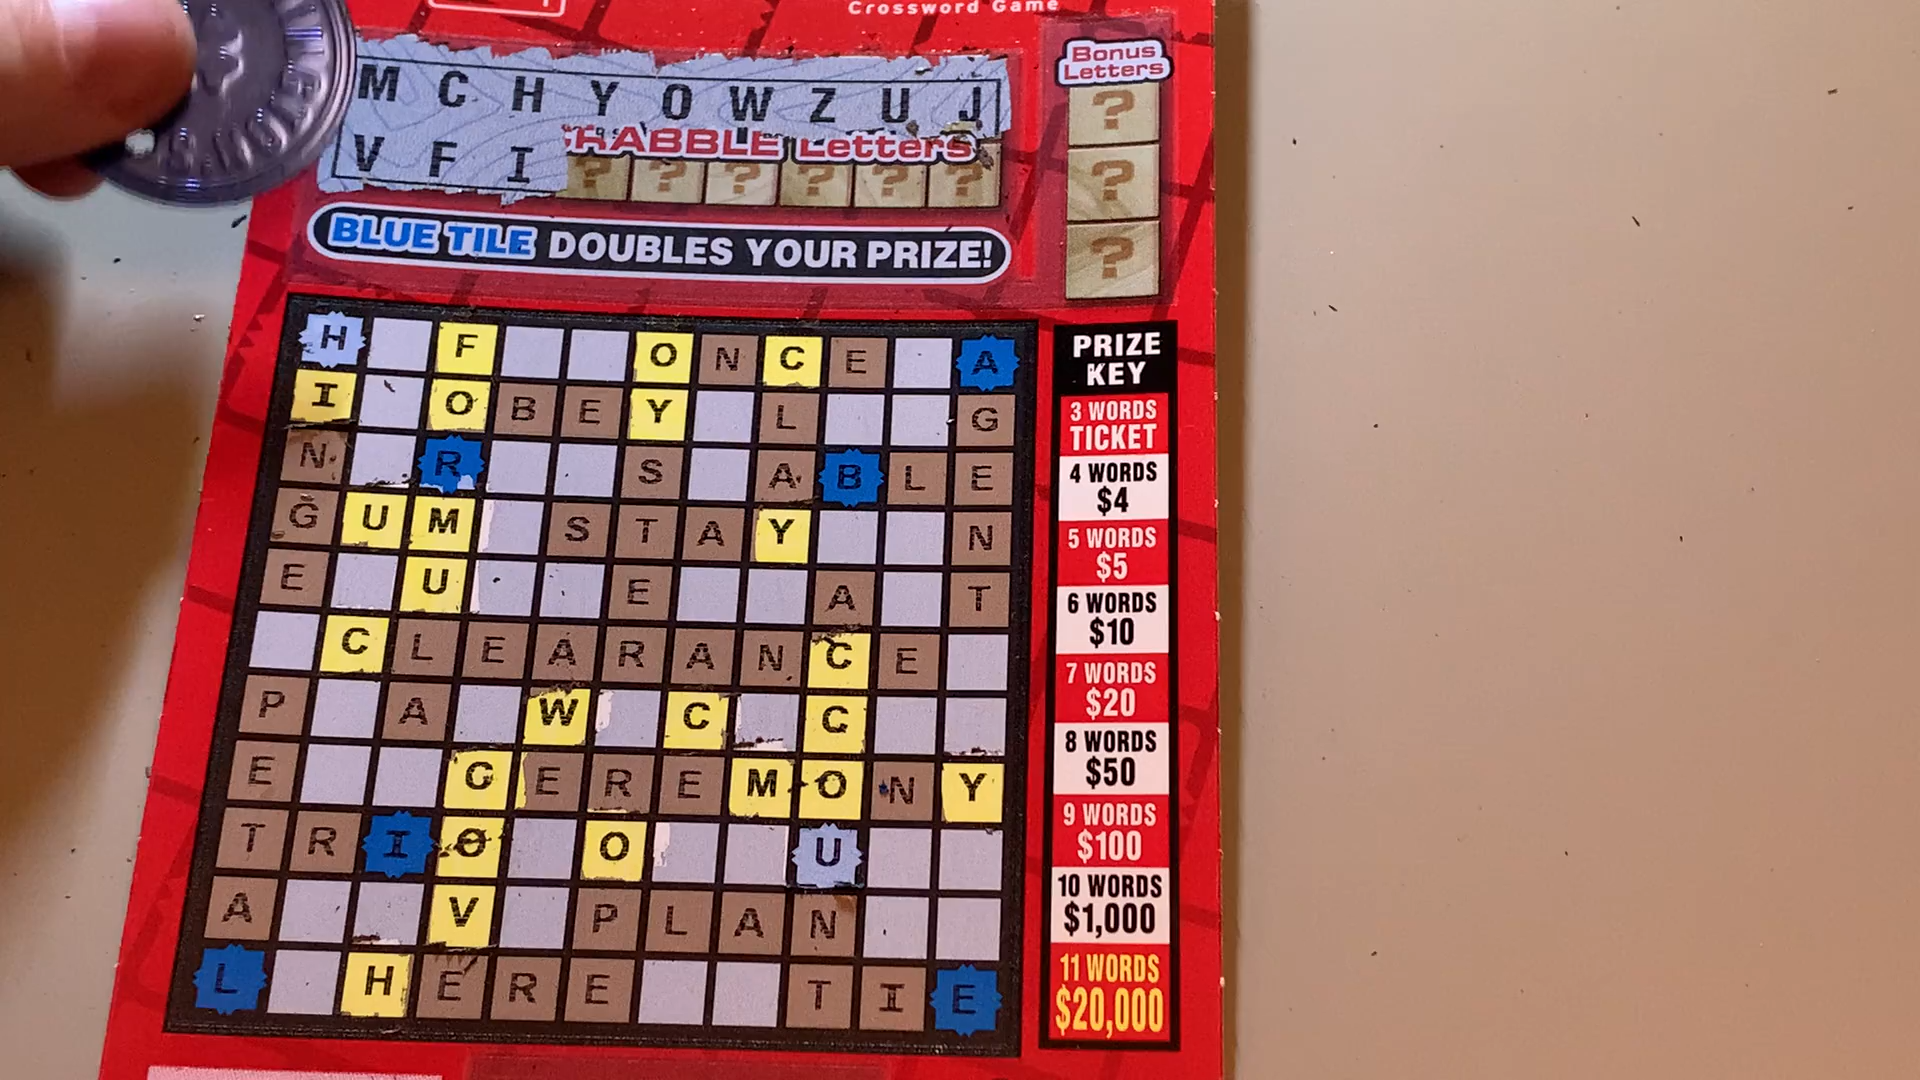 Crossword Game
M C H Y O W Z U J
V F I ? ? ? ? ? ?
RABBLE Letters
Bonus
Letters
?
?
?
BLUE TILE DOUBLES YOUR PRIZE!
H F O N C E A
I O B E Y L G
N R S A B L E
G U M S T A Y N
E U E A T
C L E A R A N C E
P A W C C
E G E R E M O N Y
T R I O O U
A V P L A N
L H E R E T I E
PRIZE
KEY
3 WORDS
TICKET
4 WORDS
$4
5 WORDS
$5
6 WORDS
$10
7 WORDS
$20
8 WORDS
$50
9 WORDS
$100
10 WORDS
$1,000
11 WORDS
$20,000